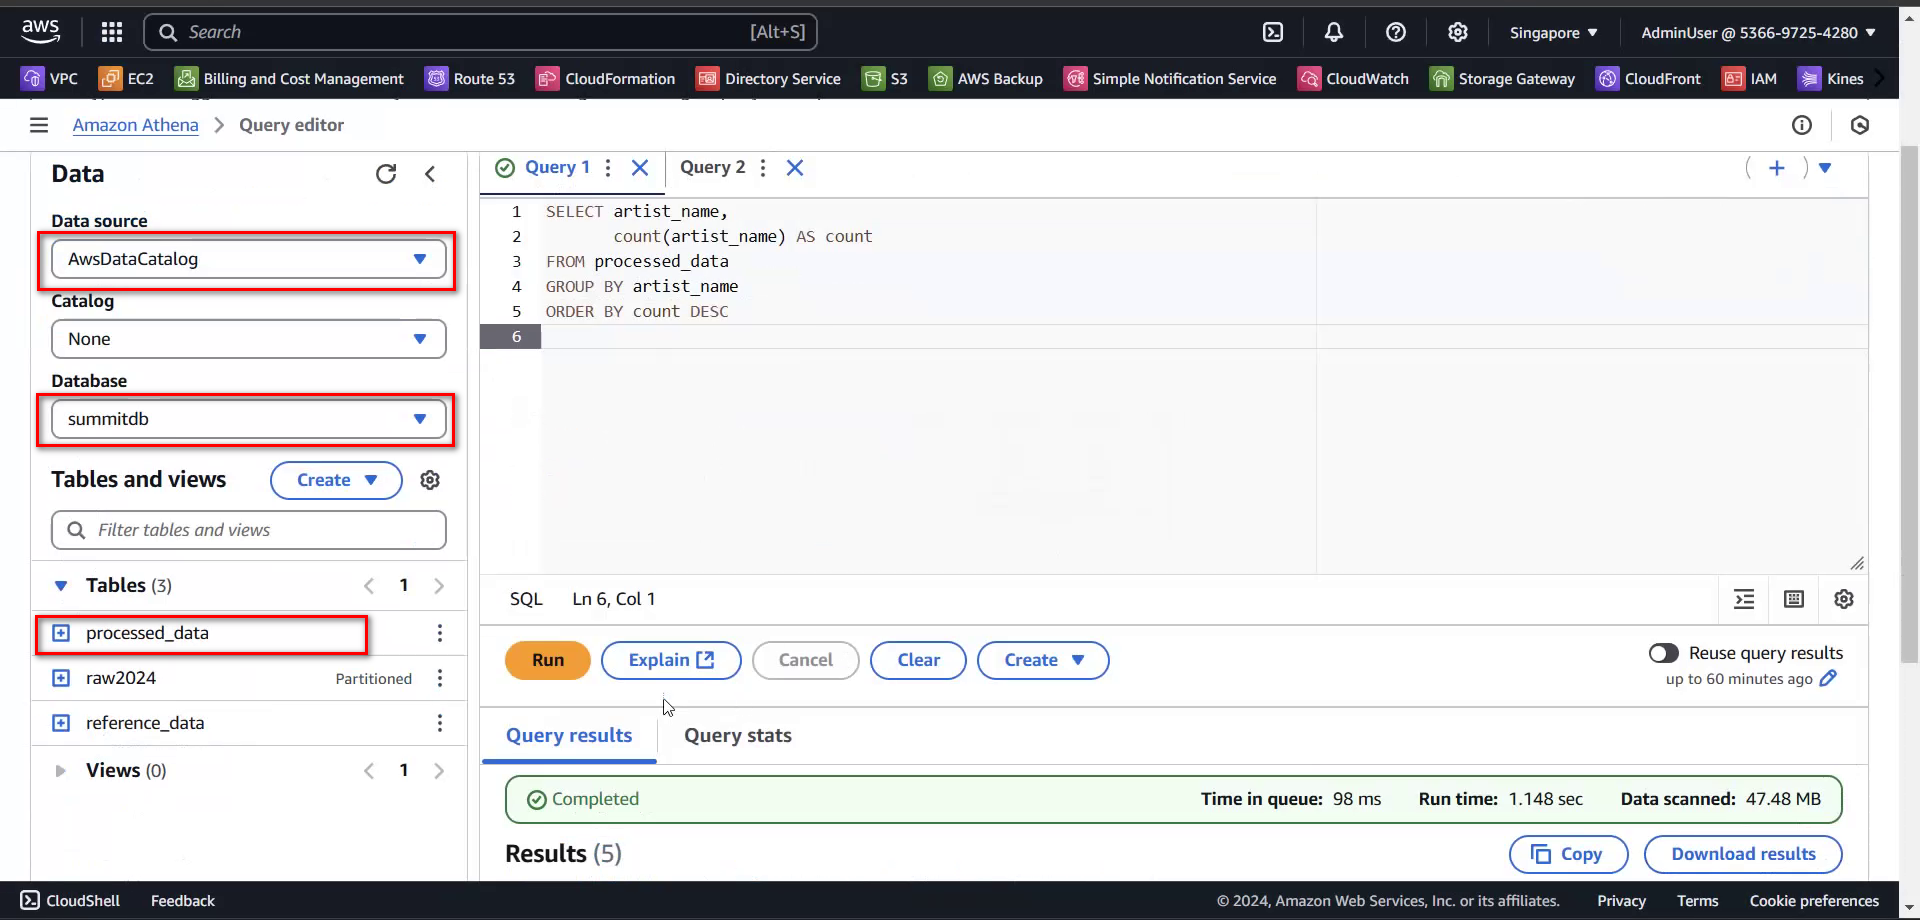 aws
Search [Alt+S]
Singapore
AdminUser @ 5366-9725-4280
VPC EC2 Billing and Cost Management Route 53 CloudFormation Directory Service S3 AWS Backup Simple Notification Service CloudWatch Storage Gateway CloudFront IAM Kines
Amazon Athena > Query editor
Data
Data source
AwsDataCatalog
Catalog
None
Database
summitdb
Tables and views
Create
Filter tables and views
Tables (3) < 1 >
processed_data
raw2024 Partitioned
reference_data
Views (0) < 1 >
Query 1
Query 2
1 SELECT artist_name,
2 count(artist_name) AS count
3 FROM processed_data
4 GROUP BY artist_name
5 ORDER BY count DESC
6
SQL Ln 6, Col 1
Run Explain Cancel Clear Create
Reuse query results
up to 60 minutes ago
Query results Query stats
Completed Time in queue: 98 ms Run time: 1.148 sec Data scanned: 47.48 MB
Results (5) Copy Download results
CloudShell Feedback © 2024, Amazon Web Services, Inc. or its affiliates. Privacy Terms Cookie preferences